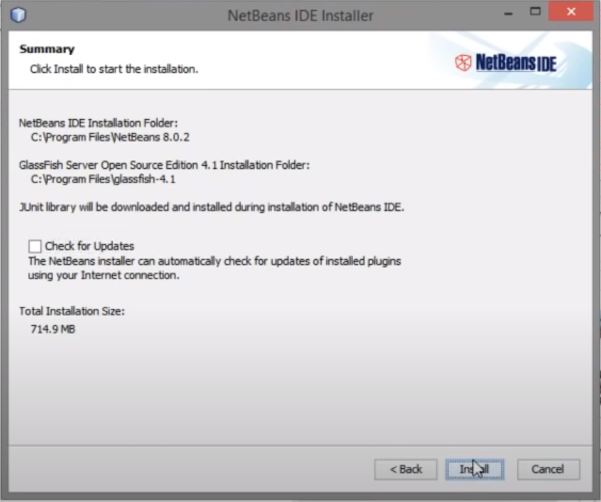 NetBeans IDE Installer
Summary
Click Install to start the installation.
NetBeans IDE
NetBeans IDE Installation Folder:
C:\Program Files\NetBeans 8.0.2
GlassFish Server Open Source Edition 4.1 Installation Folder:
C:\Program Files\glassfish-4.1
JUnit library will be downloaded and installed during installation of NetBeans IDE.
Check for Updates
The NetBeans installer can automatically check for updates of installed plugins
using your Internet connection.
Total Installation Size:
714.9 MB
< Back Install Cancel